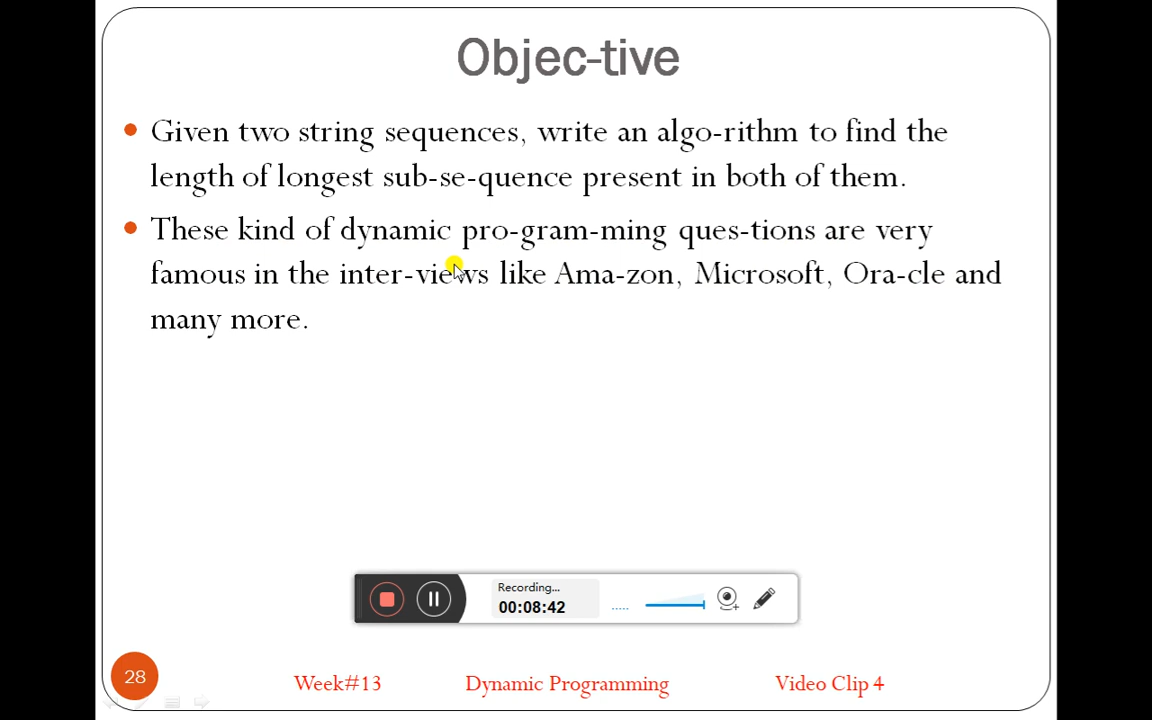 Objec-tive
Given two string sequences, write an algo-rithm to find the
length of longest sub-se-quence present in both of them.
These kind of dynamic pro-gram-ming ques-tions are very
famous in the inter-views like Ama-zon, Microsoft, Ora-cle and
many more.
Recording...
00:08:42
28
Week#13
Dynamic Programming
Video Clip 4